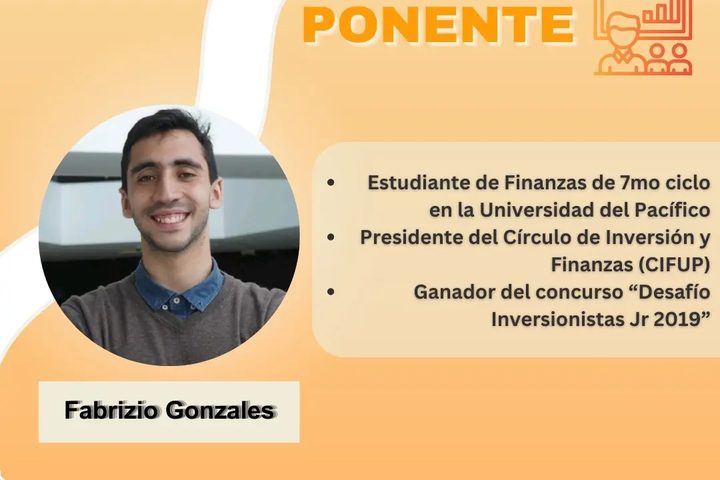 PONENTE
• Estudiante de Finanzas de 7mo ciclo
en la Universidad del Pacífico
• Presidente del Círculo de Inversión y
Finanzas (CIFUP)
• Ganador del concurso “Desafío
Inversionistas Jr 2019”
Fabrizio Gonzales